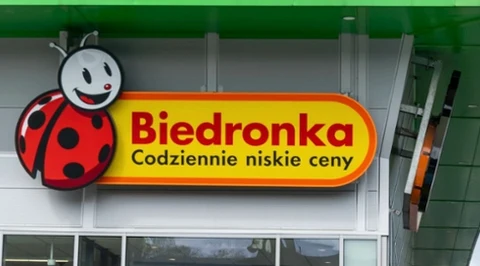 Biedronka
Codziennie niskie ceny